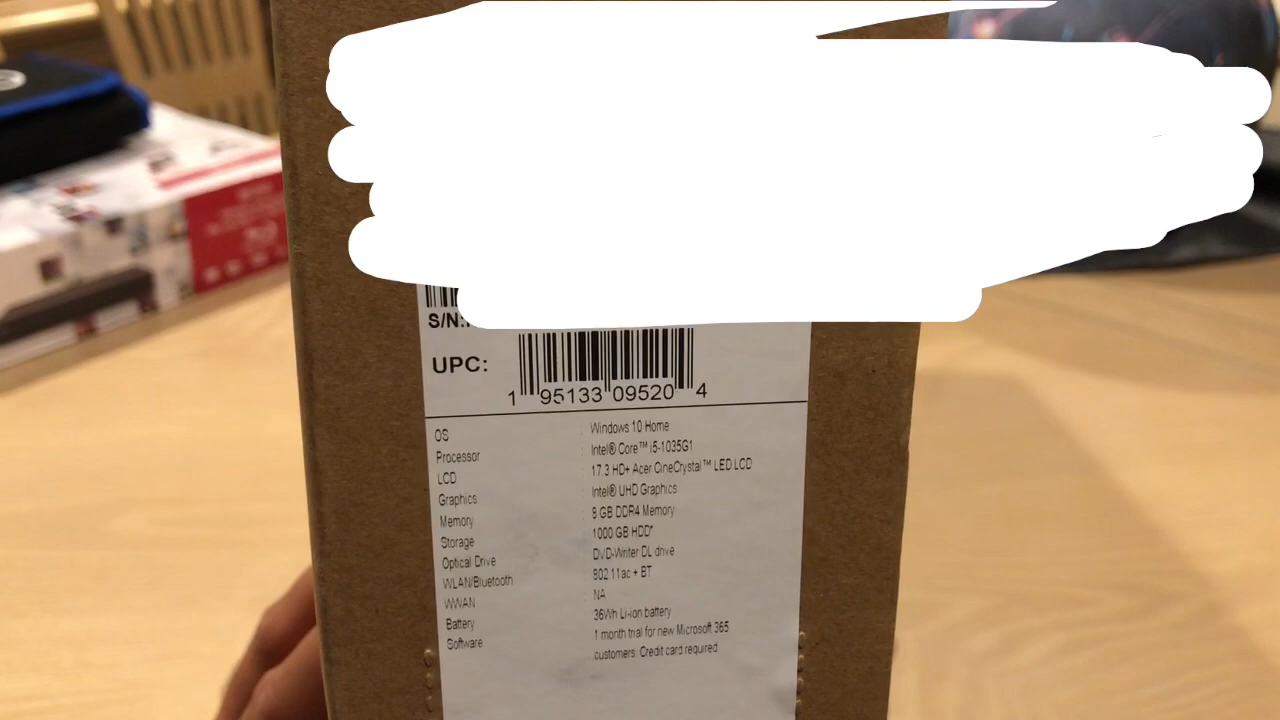 S/N:
UPC:
1 95133 09520 4
OS : Windows 10 Home
Processor : Intel® Core™ i5-1035G1
LCD : 17.3 HD+ Acer CineCrystal™ LED LCD
Graphics : Intel® UHD Graphics
Memory : 8 GB DDR4 Memory
Storage : 1000 GB HDD*
Optical Drive : DVD-Writer DL drive
WLAN/Bluetooth : 802.11ac + BT
WWAN : NA
Battery : 36Wh Li-ion battery
Software : 1 month trial for new Microsoft 365
customers. Credit card required